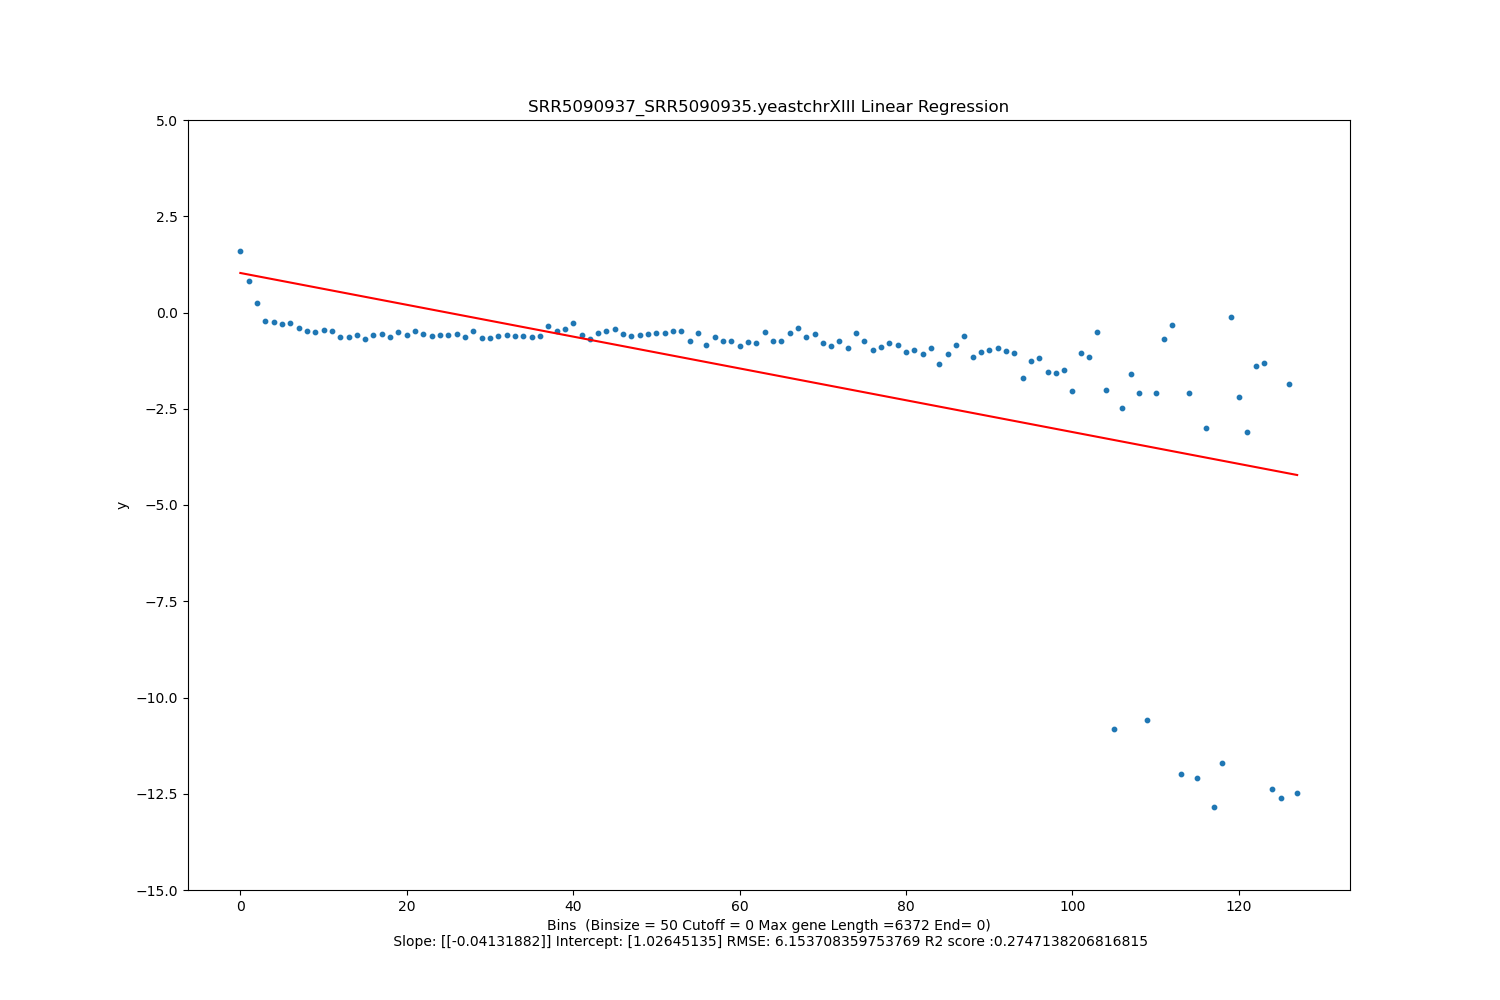 SRR5090937_SRR5090935.yeastchrXIII Linear Regression
5.0
2.5
0.0
−2.5
−5.0
−7.5
−10.0
−12.5
−15.0
y
0 20 40 60 80 100 120
Bins  (Binsize = 50 Cutoff = 0 Max gene Length =6372 End= 0)
Slope: [[-0.04131882]] Intercept: [1.02645135] RMSE: 6.153708359753769 R2 score :0.2747138206816815